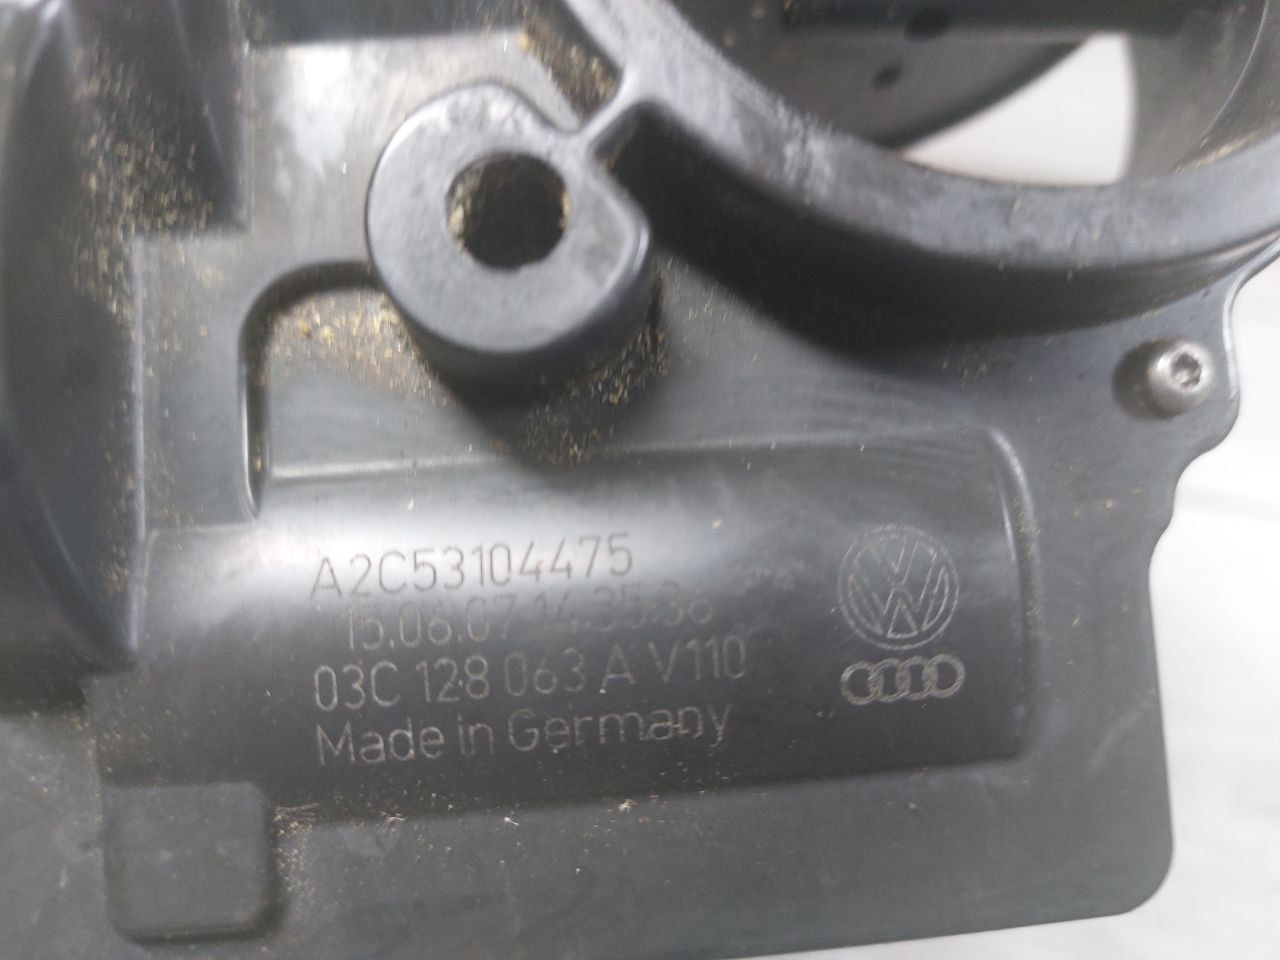 A2C53104475
15.06.07 14:35:36
03C 128 063 A V110
Made in Germany